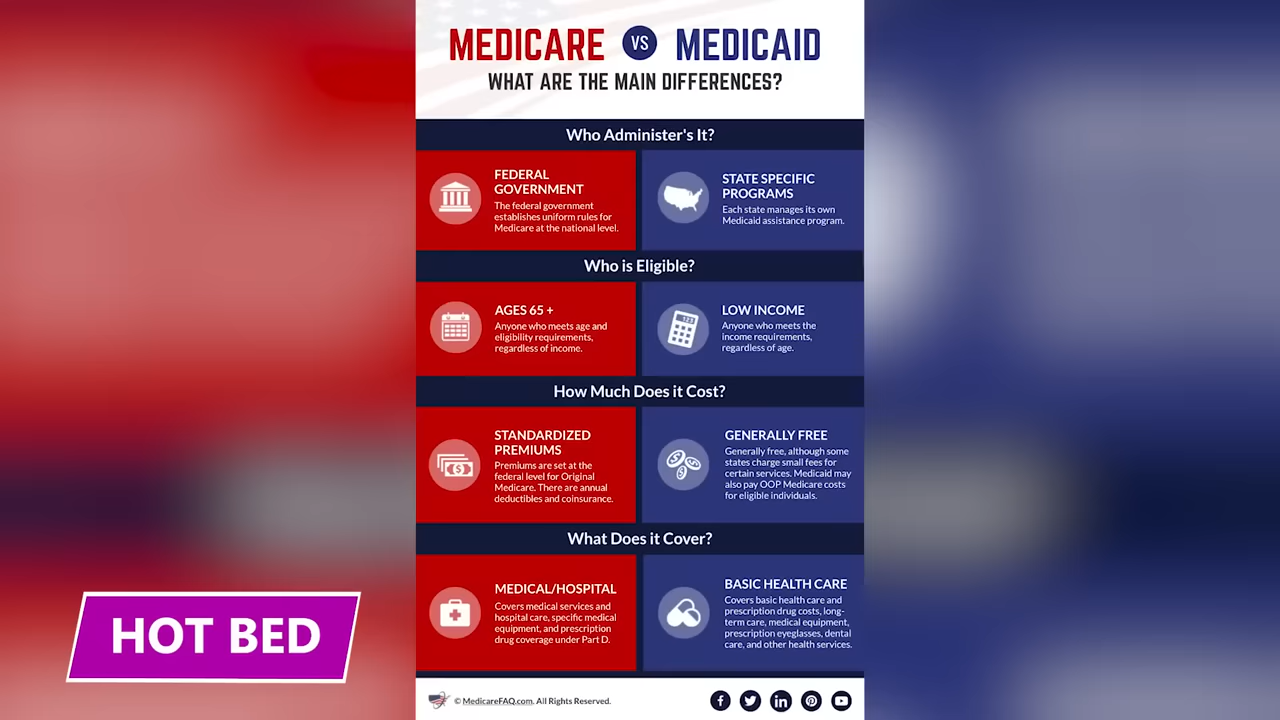 MEDICARE VS MEDICAID
WHAT ARE THE MAIN DIFFERENCES?
Who Administer's It?
FEDERAL
GOVERNMENT
The federal government
establishes uniform rules for
Medicare at the national level.
STATE SPECIFIC
PROGRAMS
Each state manages its own
Medicaid assistance program.
Who is Eligible?
AGES 65 +
Anyone who meets age and
eligibility requirements,
regardless of income.
LOW INCOME
Anyone who meets the
income requirements,
regardless of age.
How Much Does it Cost?
STANDARDIZED
PREMIUMS
Premiums are set at the
federal level for Original
Medicare. There are annual
deductibles and coinsurance.
GENERALLY FREE
Generally free, although some
states charge small fees for
certain services. Medicaid may
also pay OOP Medicare costs
for eligible individuals.
What Does it Cover?
MEDICAL/HOSPITAL
Covers medical services and
hospital care, specific medical
equipment, and prescription
drug coverage under Part D.
BASIC HEALTH CARE
Covers basic health care and
prescription drug costs, long-
term care, medical equipment,
prescription eyeglasses, dental
care, and other health services.
HOT BED
© MedicareFAQ.com. All Rights Reserved.